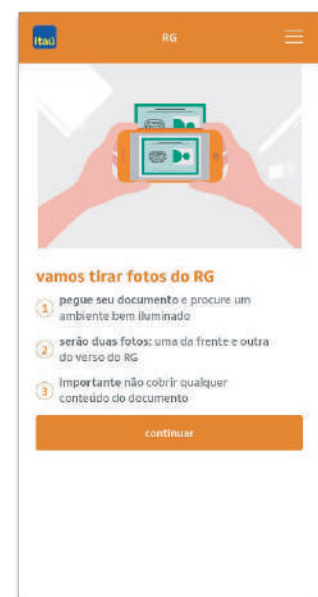 Itaú
RG
vamos tirar fotos do RG
1 pegue seu documento e procure um
ambiente bem iluminado
2 serão duas fotos: uma da frente e outra
do verso do RG
3 importante não cobrir qualquer
conteúdo do documento
continuar